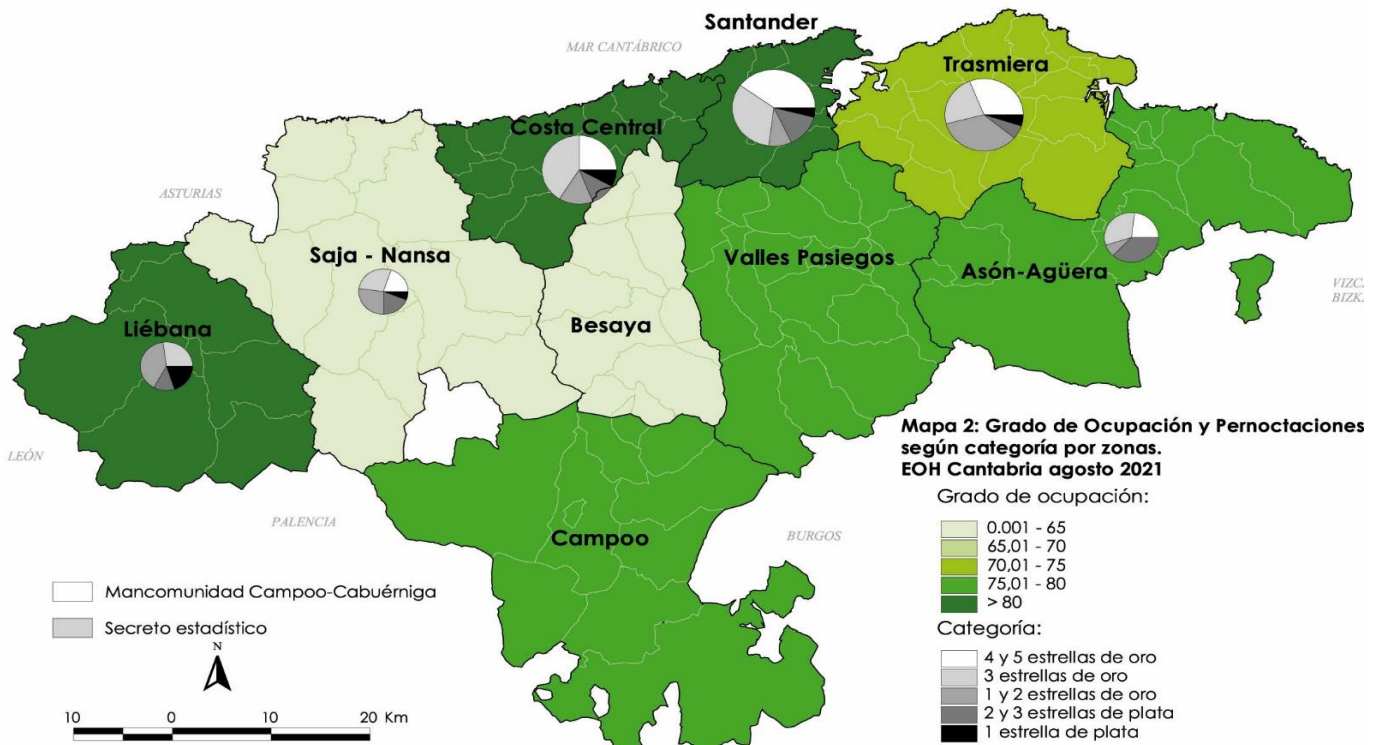 Santander
MAR CANTÁBRICO
Trasmiera
Costa Central
ASTURIAS
Saja - Nansa
Valles Pasiegos
Asón-Agüera
Liébana
Besaya
LEÓN
PALENCIA
Campoo
BURGOS
Mapa 2: Grado de Ocupación y Pernoctaciones
según categoría por zonas.
EOH Cantabria agosto 2021
Grado de ocupación:
0.001 - 65
65,01 - 70
70,01 - 75
75,01 - 80
> 80
Categoría:
4 y 5 estrellas de oro
3 estrellas de oro
1 y 2 estrellas de oro
2 y 3 estrellas de plata
1 estrella de plata
Mancomunidad Campoo-Cabuérniga
Secreto estadístico
N
10 0 10 20 Km